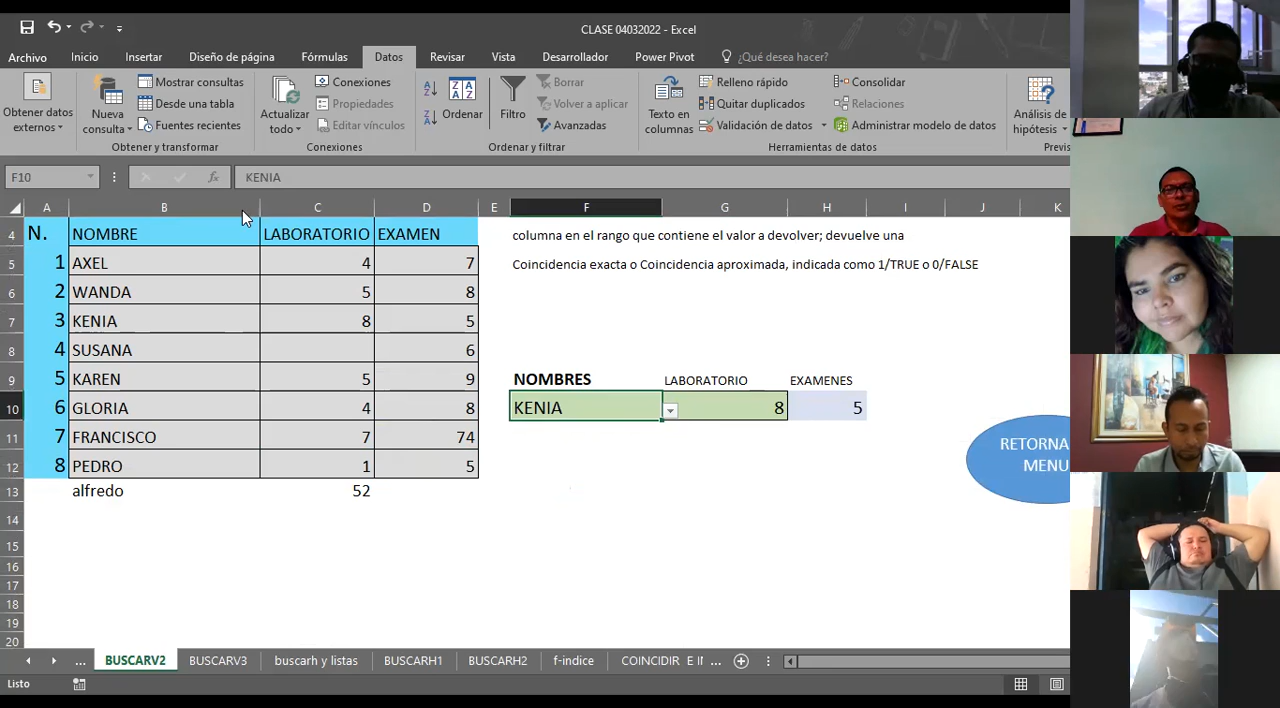 CLASE 04032022 - Excel
Archivo Inicio Insertar Diseño de página Fórmulas Datos Revisar Vista Desarrollador Power Pivot ¿Qué desea hacer?
Obtener datos externos
Nueva consulta
Mostrar consultas
Desde una tabla
Fuentes recientes
Obtener y transformar
Actualizar todo
Conexiones
Propiedades
Editar vínculos
Conexiones
Ordenar
Filtro
Borrar
Volver a aplicar
Avanzadas
Ordenar y filtrar
Texto en columnas
Relleno rápido
Quitar duplicados
Validación de datos
Consolidar
Relaciones
Administrar modelo de datos
Herramientas de datos
Análisis de hipótesis
Previs
F10 fx KENIA
A B C D E F G H I J K
4 N. NOMBRE LABORATORIO EXAMEN columna en el rango que contiene el valor a devolver; devuelve una
5 1 AXEL 4 7 Coincidencia exacta o Coincidencia aproximada, indicada como 1/TRUE o 0/FALSE
6 2 WANDA 5 8
7 3 KENIA 8 5
8 4 SUSANA 6
9 5 KAREN 5 9 NOMBRES LABORATORIO EXAMENES
10 6 GLORIA 4 8 KENIA 8 5
11 7 FRANCISCO 7 74
12 8 PEDRO 1 5
13 alfredo 52
RETORNA
MENU
14
15
16
17
18
19
20
... BUSCARV2 BUSCARV3 buscarh y listas BUSCARH1 BUSCARH2 f-indice COINCIDIR E II ...
Listo